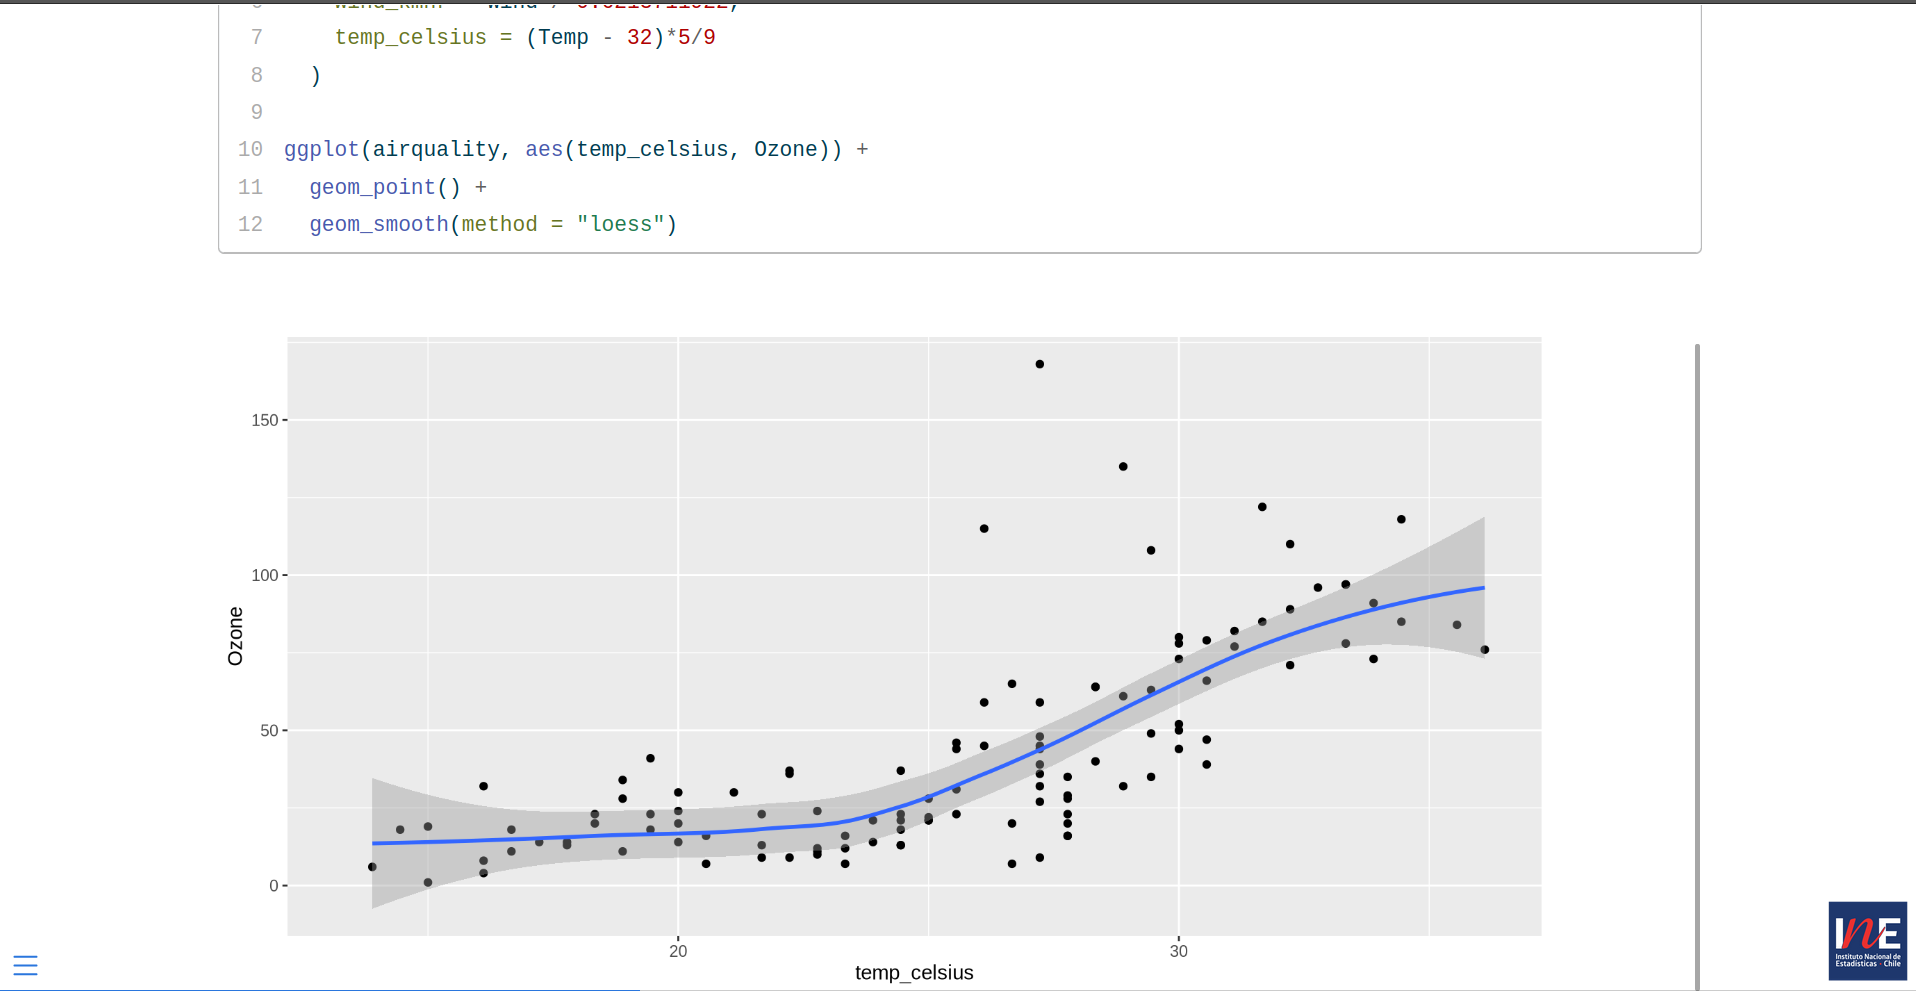 7 temp_celsius = (Temp - 32)*5/9
8 )
9
10 ggplot(airquality, aes(temp_celsius, Ozone)) +
11 geom_point() +
12 geom_smooth(method = "loess")
150
100
50
0
Ozone
20 30
temp_celsius
INE
Instituto Nacional de
Estadísticas · Chile